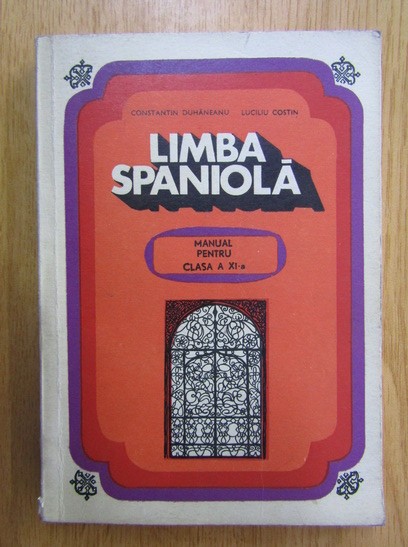 CONSTANTIN DUHĂNEANU LUCILIU COSTIN
LIMBA
SPANIOLĂ
MANUAL
PENTRU
CLASA A XI-a